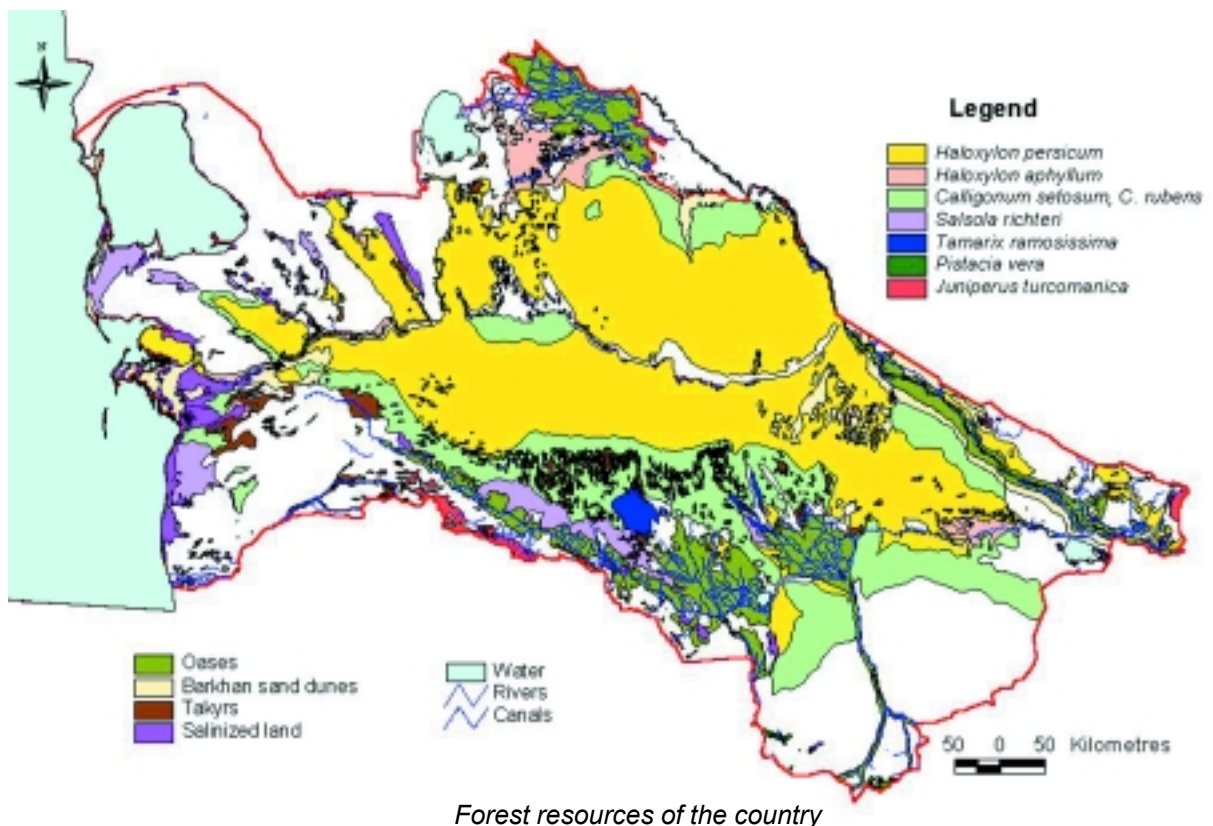 N
Legend
Haloxylon persicum
Haloxylon aphyllum
Calligonum setosum, C. rubens
Salsola richteri
Tamarix ramosissima
Pistacia vera
Juniperus turcomanica
Oases
Barkhan sand dunes
Takyrs
Salinized land
Water
Rivers
Canals
50 0 50 Kilometres
Forest resources of the country